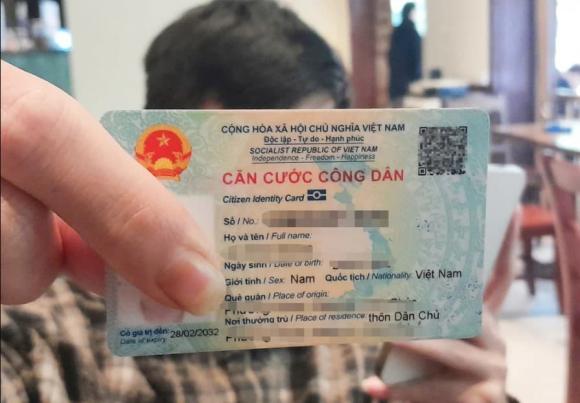 CỘNG HÒA XÃ HỘI CHỦ NGHĨA VIỆT NAM
Độc lập - Tự do - Hạnh phúc
SOCIALIST REPUBLIC OF VIET NAM
Independence - Freedom - Happiness
CĂN CƯỚC CÔNG DÂN
Citizen Identity Card
Số / No.:
Họ và tên / Full name:
Ngày sinh / Date of birth:
Giới tính / Sex: Nam Quốc tịch / Nationality: Việt Nam
Quê quán / Place of origin:
Nơi thường trú / Place of residence: thôn Dân Chủ
Có giá trị đến: 28/02/2032
Date of expiry